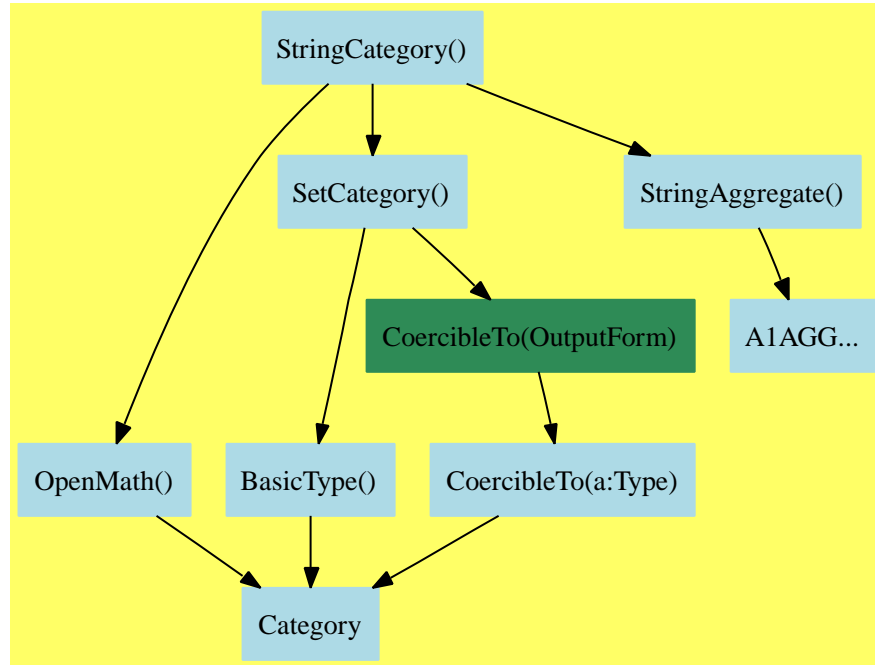 StringCategory()
SetCategory()
StringAggregate()
CoercibleTo(OutputForm)
A1AGG...
OpenMath()
BasicType()
CoercibleTo(a:Type)
Category